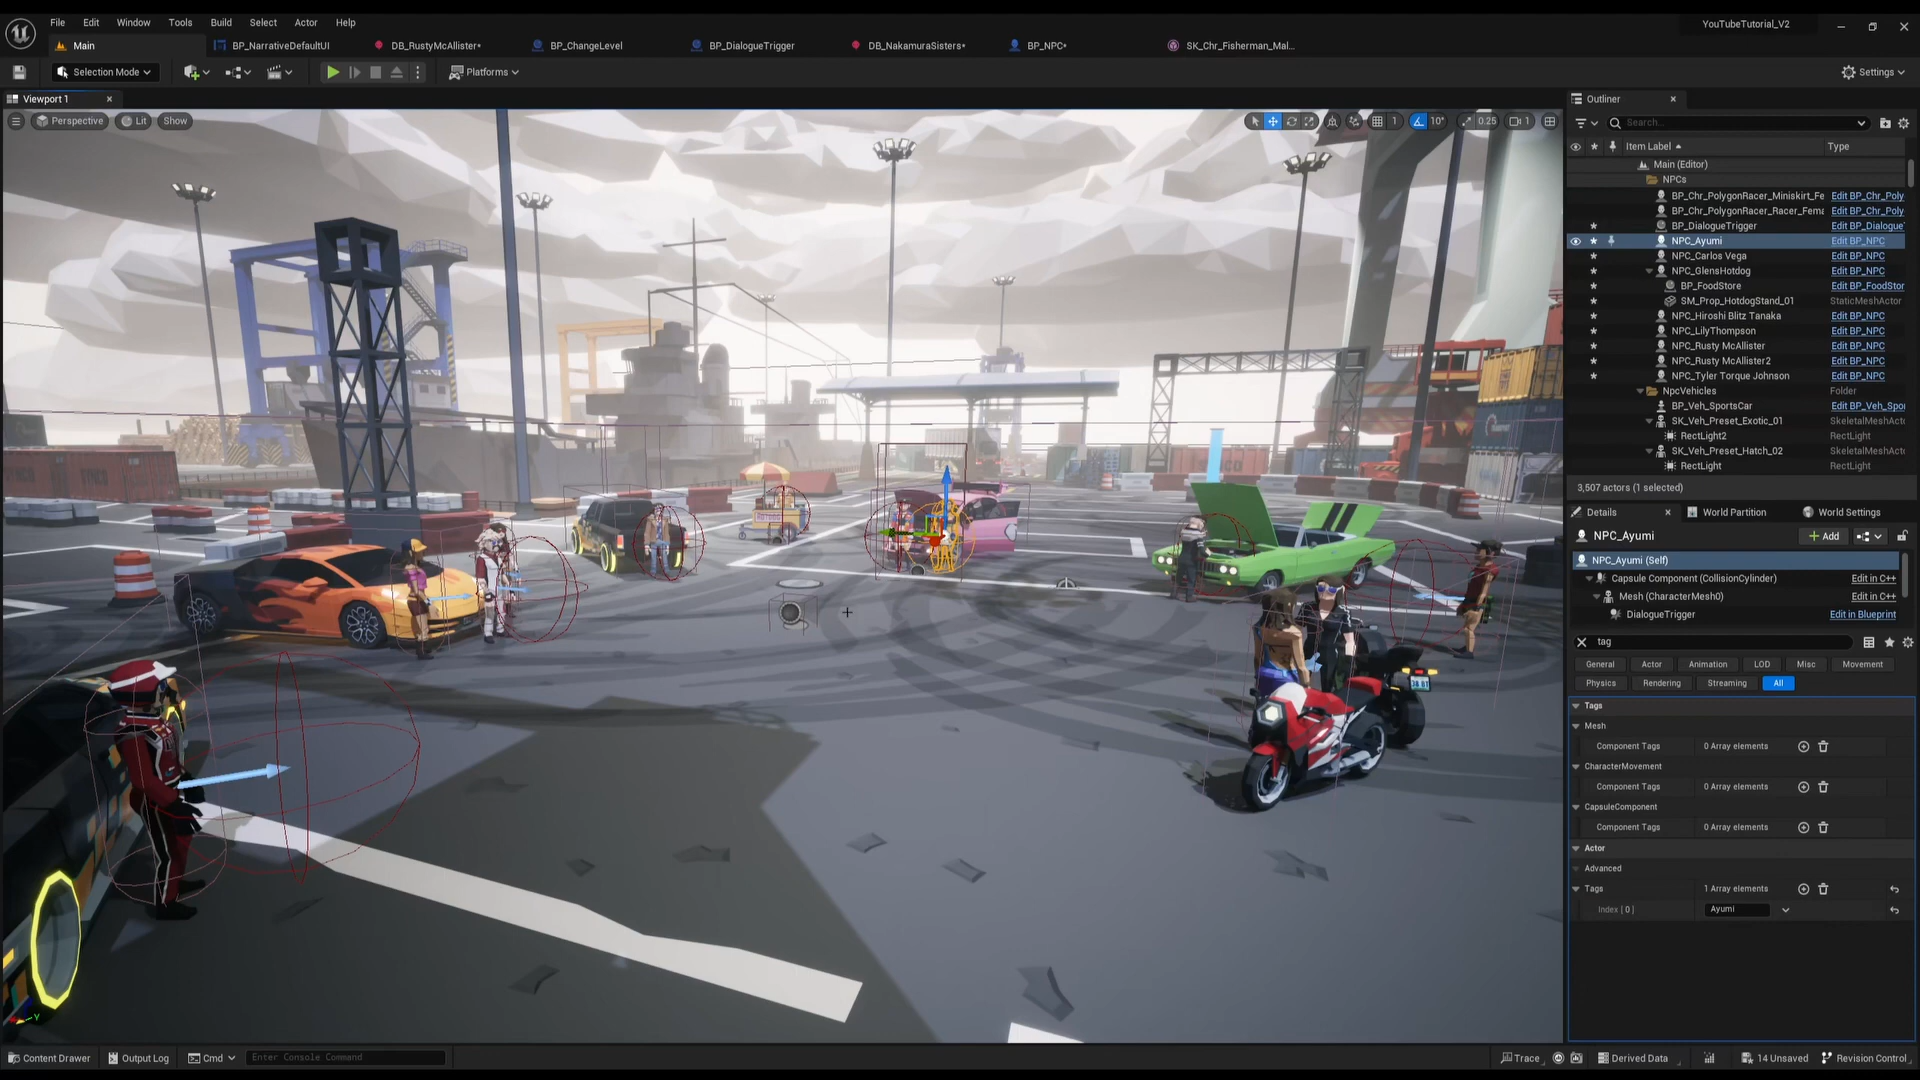 File Edit Window Tools Build Select Actor Help
YouTubeTutorial_V2
Main
BP_NarrativeDefaultUI
DB_RustyMcAllister*
BP_ChangeLevel
BP_DialogueTrigger
DB_NakamuraSisters*
BP_NPC*
SK_Chr_Fisherman_Mal...
Selection Mode
Platforms
Settings
Viewport 1
Perspective Lit Show
1 10° 0.25 1
Outliner
Search...
Item Label Type
Main (Editor)
NPCs
BP_Chr_PolygonRacer_Miniskirt_Fe Edit BP_Chr_Poly
BP_Chr_PolygonRacer_Racer_Fema Edit BP_Chr_Poly
BP_DialogueTrigger Edit BP_Dialogue
NPC_Ayumi Edit BP_NPC
NPC_Carlos Vega Edit BP_NPC
NPC_GlensHotdog Edit BP_NPC
BP_FoodStore Edit BP_FoodStor
SM_Prop_HotdogStand_01 StaticMeshActor
NPC_Hiroshi Blitz Tanaka Edit BP_NPC
NPC_LilyThompson Edit BP_NPC
NPC_Rusty McAllister Edit BP_NPC
NPC_Rusty McAllister2 Edit BP_NPC
NPC_Tyler Torque Johnson Edit BP_NPC
NpcVehicles Folder
BP_Veh_SportsCar Edit BP_Veh_Spo
SK_Veh_Preset_Exotic_01 SkeletalMeshActo
RectLight2 RectLight
SK_Veh_Preset_Hatch_02 SkeletalMeshActo
RectLight RectLight
3,507 actors (1 selected)
Details World Partition World Settings
NPC_Ayumi Add
NPC_Ayumi (Self)
Capsule Component (CollisionCylinder) Edit in C++
Mesh (CharacterMesh0) Edit in C++
DialogueTrigger Edit in Blueprint
tag
General Actor Animation LOD Misc Movement
Physics Rendering Streaming All
Tags
Mesh
Component Tags 0 Array elements
CharacterMovement
Component Tags 0 Array elements
CapsuleComponent
Component Tags 0 Array elements
Actor
Advanced
Tags 1 Array elements
Index [ 0 ] Ayumi
HOTDOG
Y
Content Drawer Output Log Cmd Enter Console Command
Trace Derived Data 14 Unsaved Revision Control